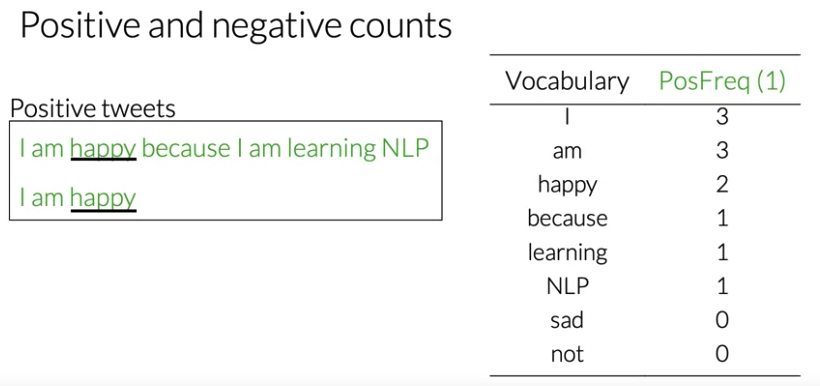 Positive and negative counts
Positive tweets
I am happy because I am learning NLP
I am happy
Vocabulary PosFreq (1)
I 3
am 3
happy 2
because 1
learning 1
NLP 1
sad 0
not 0